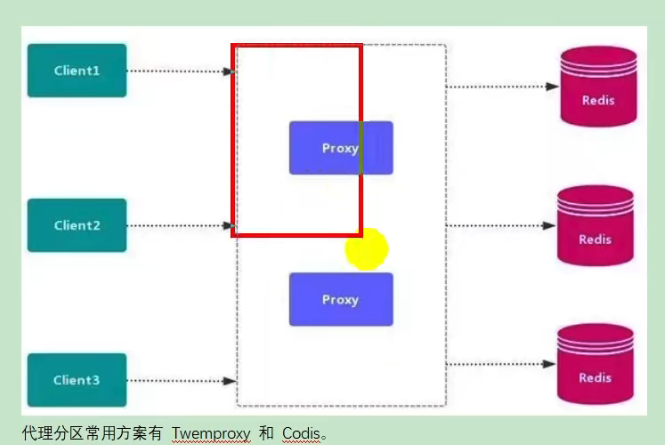 Client1
Proxy
Redis
Client2
Redis
Proxy
Client3
Redis
代理分区常用方案有 Twemproxy 和 Codis。